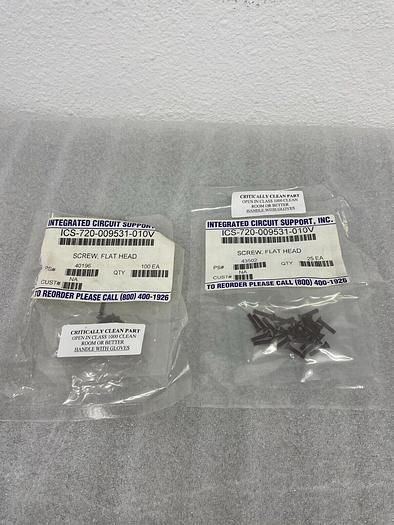 INTEGRATED CIRCUIT SUPPORT,
ICS-720-009531-010V
SCREW, FLAT HEAD
PS# 40196 QTY 100 EA
CUST# NA
TO REORDER PLEASE CALL (800) 400-1926
CRITICALLY CLEAN PART
OPEN IN CLASS 1000 CLEAN
ROOM OR BETTER
HANDLE WITH GLOVES
CRITICALLY CLEAN PART
OPEN IN CLASS 1000 CLEAN
ROOM OR BETTER
HANDLE WITH GLOVES
INTEGRATED CIRCUIT SUPPORT, INC.
ICS-720-009531-010V
SCREW, FLAT HEAD
PS# 43502 QTY 25 EA
CUST# NA
TO REORDER PLEASE CALL (800) 400-1926